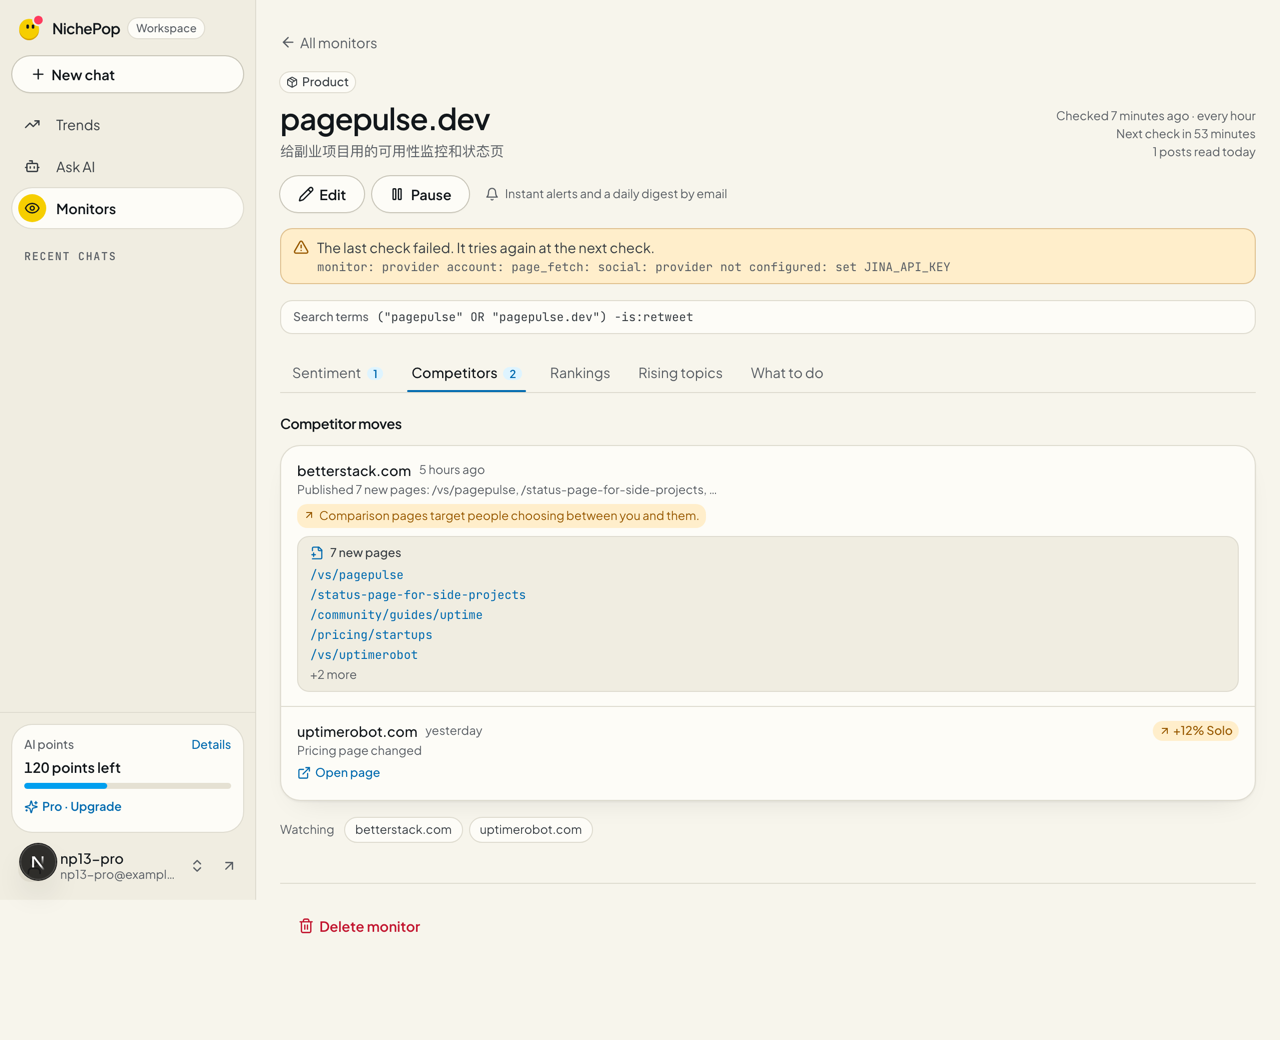 NichePop
Workspace
New chat
Trends
Ask AI
Monitors
RECENT CHATS
AI points
Details
120 points left
Pro · Upgrade
N
np13-pro
np13-pro@exampl...
All monitors
Product
pagepulse.dev
给副业项目用的可用性监控和状态页
Checked 7 minutes ago · every hour
Next check in 53 minutes
1 posts read today
Edit
Pause
Instant alerts and a daily digest by email
The last check failed. It tries again at the next check.
monitor: provider account: page_fetch: social: provider not configured: set JINA_API_KEY
Search terms ("pagepulse" OR "pagepulse.dev") -is:retweet
Sentiment 1
Competitors 2
Rankings
Rising topics
What to do
Competitor moves
betterstack.com 5 hours ago
Published 7 new pages: /vs/pagepulse, /status-page-for-side-projects, …
Comparison pages target people choosing between you and them.
7 new pages
/vs/pagepulse
/status-page-for-side-projects
/community/guides/uptime
/pricing/startups
/vs/uptimerobot
+2 more
uptimerobot.com yesterday
+12% Solo
Pricing page changed
Open page
Watching
betterstack.com
uptimerobot.com
Delete monitor